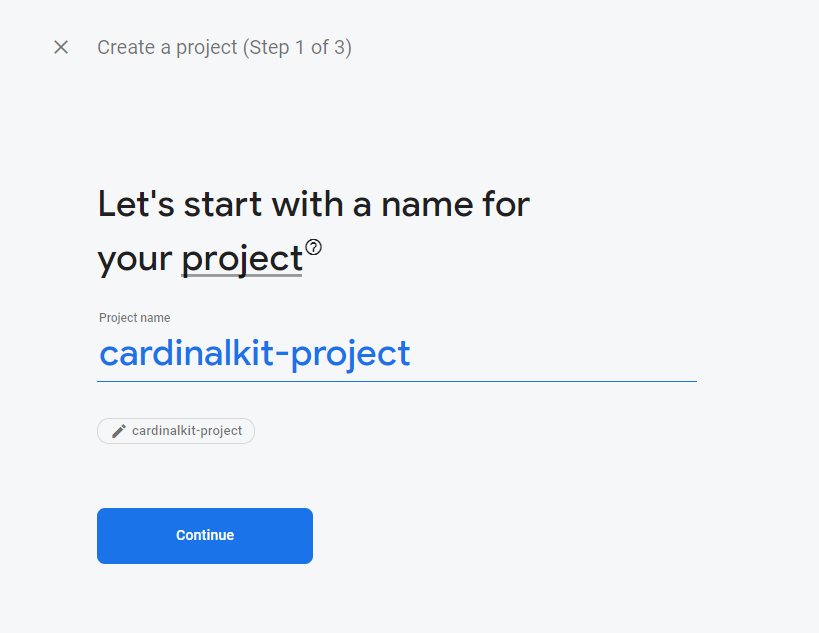 Create a project (Step 1 of 3)
Let's start with a name for
your project
Project name
cardinalkit-project
cardinalkit-project
Continue